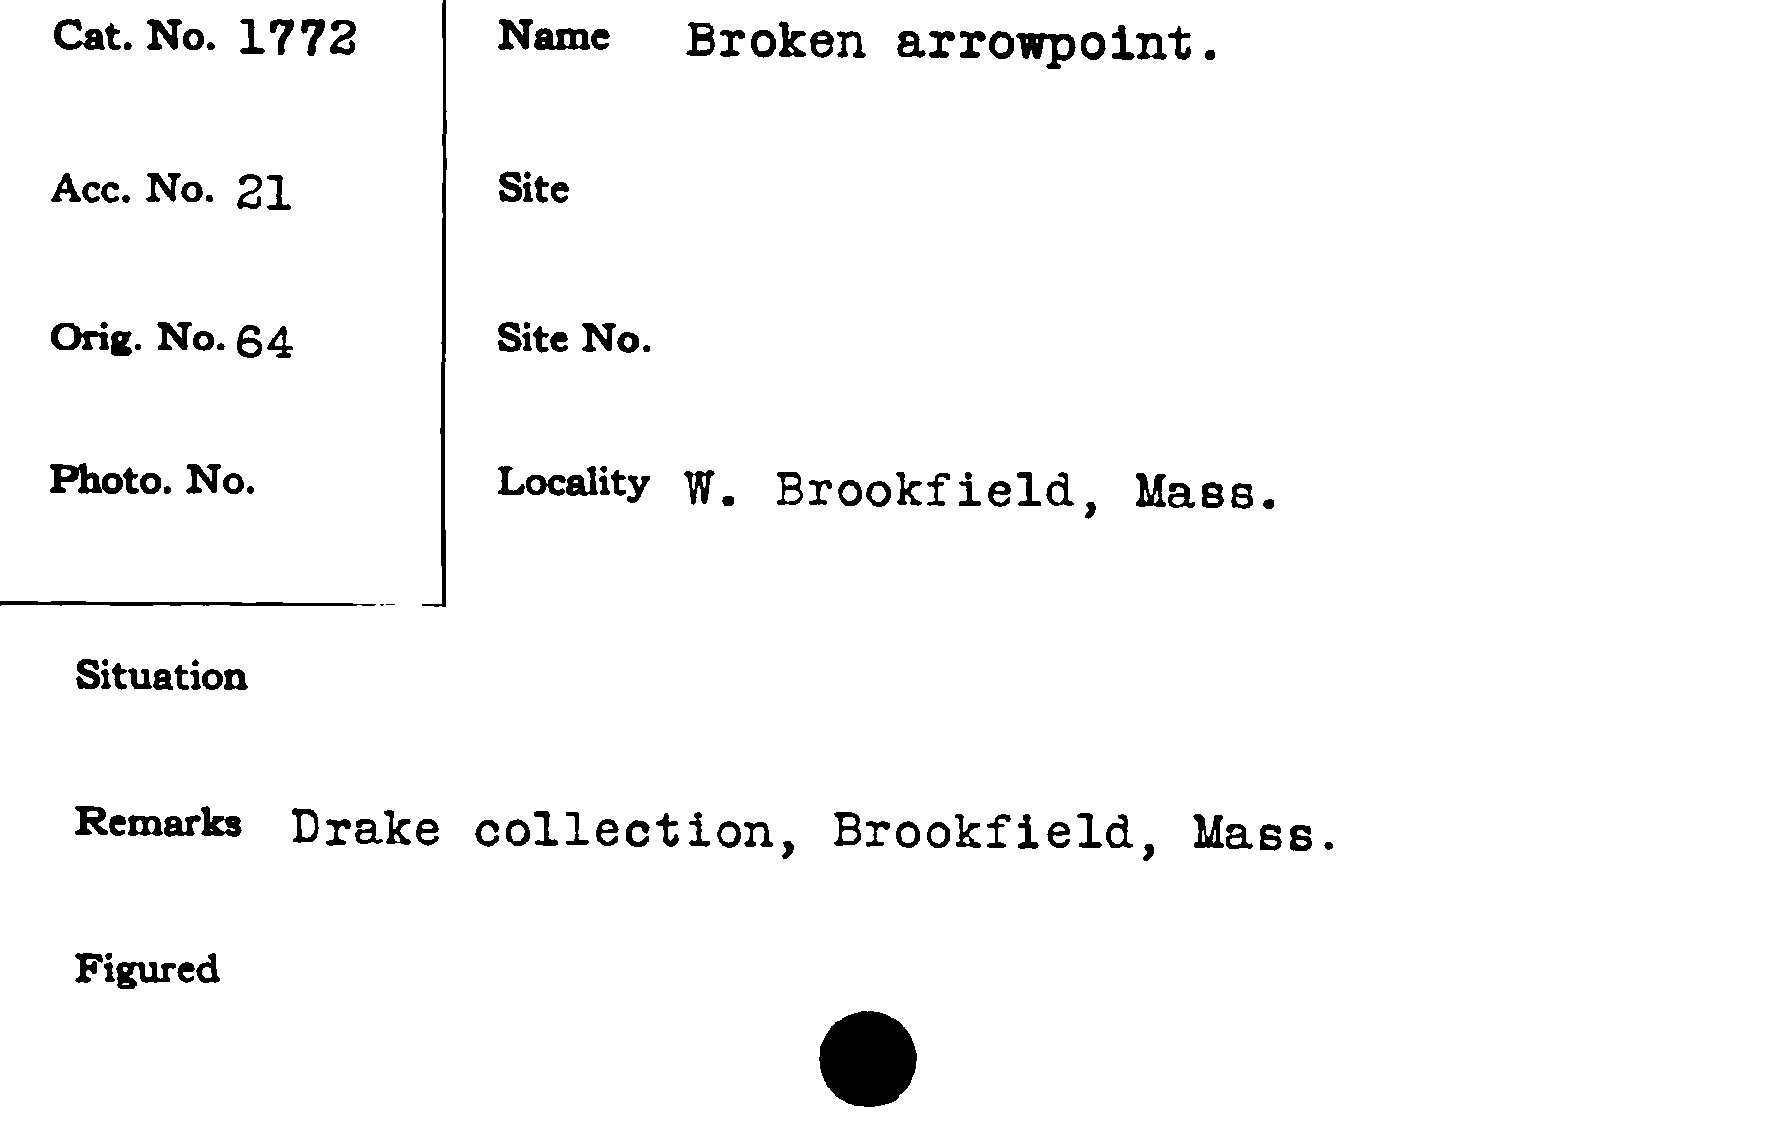 Cat. No. 1772
Name Broken arrowpoint.
Acc. No. 21
Site
Orig. No. 64
Site No.
Photo. No.
Locality W. Brookfield, Mass.
Situation
Remarks Drake collection, Brookfield, Mass.
Figured